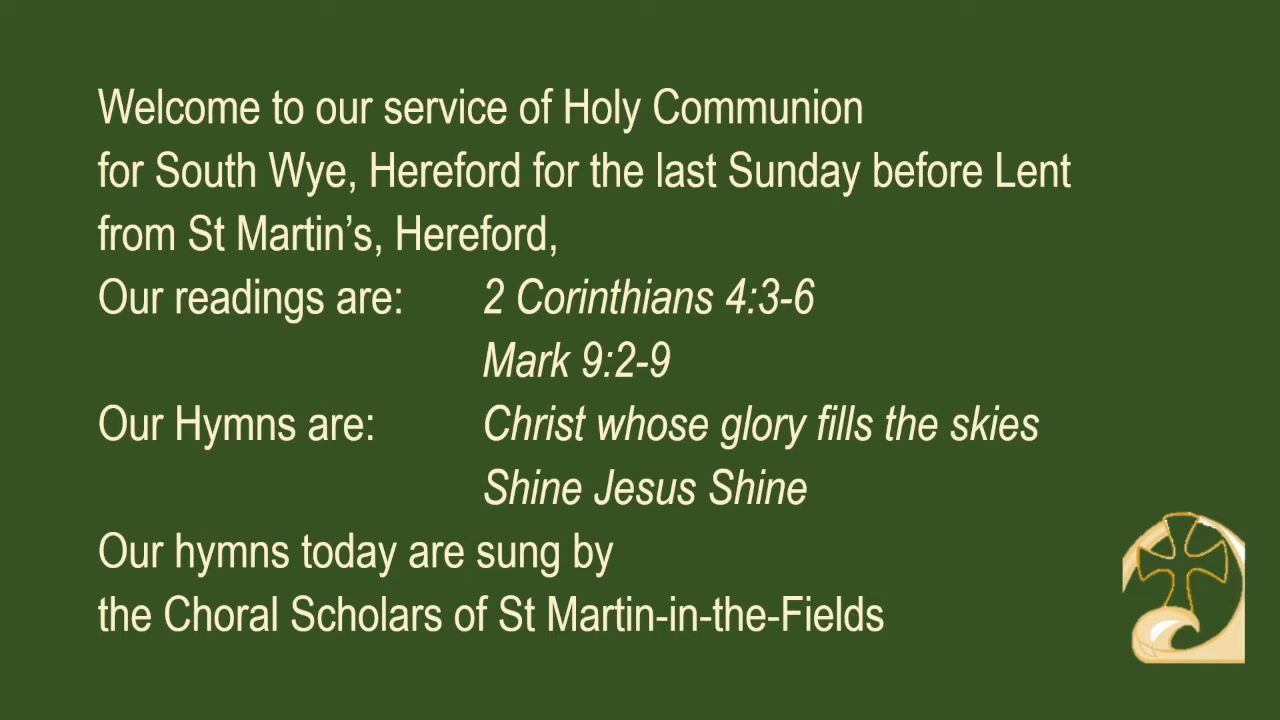 Welcome to our service of Holy Communion
for South Wye, Hereford for the last Sunday before Lent
from St Martin’s, Hereford,
Our readings are: 2 Corinthians 4:3-6
Mark 9:2-9
Our Hymns are: Christ whose glory fills the skies
Shine Jesus Shine
Our hymns today are sung by
the Choral Scholars of St Martin-in-the-Fields